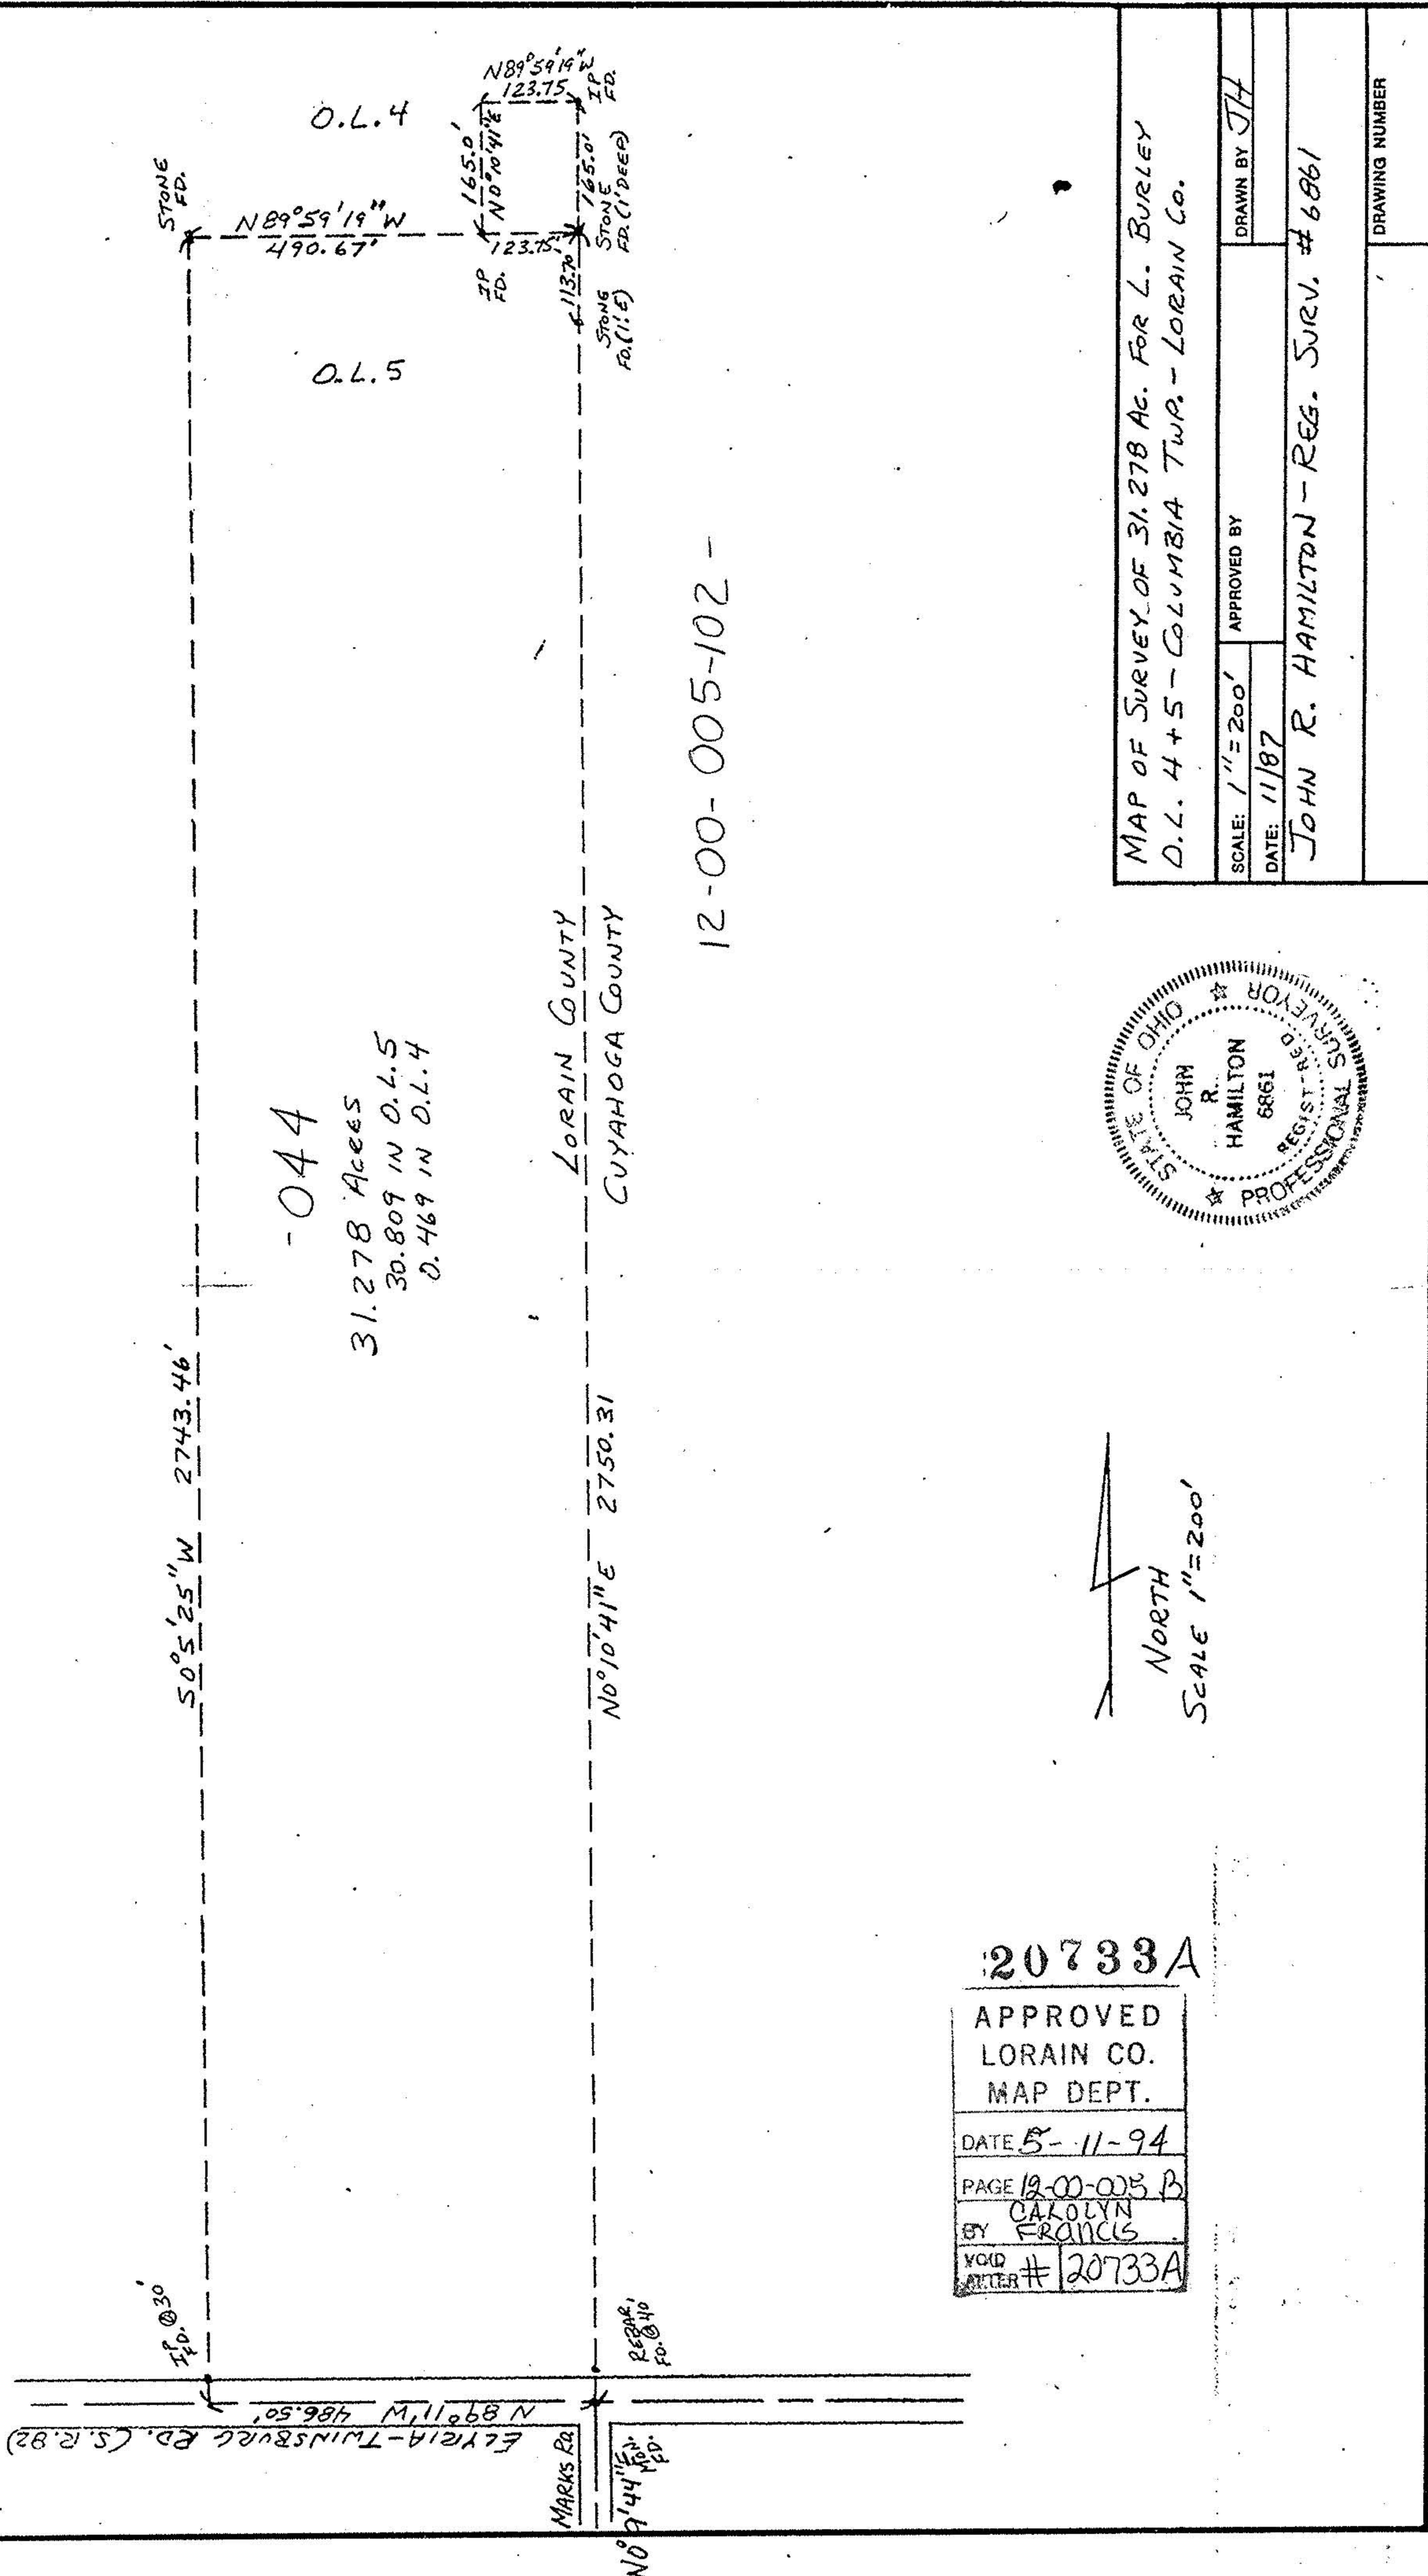 STONE
FD.
O.L.4
N89°59'19"W
123.75
IP
FD.
165.0'
N0°10'41"E
165.0'
STONE
FD.(1'DEEP)
N89°59'19"W
490.67'
123.75'
IP
FD.
113.70
STONE
FD.(1'.E)
O.L.5
-044
31.278 ACRES
30.809 IN O.L.5
0.469 IN O.L.4
LORAIN COUNTY
CUYAHOGA COUNTY
12-00-005-102-
S0°5'25"W 2743.46'
N0°10'41"E 2750.31
IP
FD.@30'
REBAR,
FD.@40
N 89°11'W 486.50'
ELYRIA-TWINSBURG RD. (S.R.82)
MARKS RD.
N0°9'44"E
MON.
FD.
NORTH
SCALE 1"=200'
MAP OF SURVEY OF 31.278 AC. FOR L. BURLEY
O.L. 4+5-COLUMBIA TWP.-LORAIN CO.
SCALE: 1"=200'
APPROVED BY
DRAWN BY JH
DATE: 11/87
JOHN R. HAMILTON-REG. SURV. #6861
DRAWING NUMBER
STATE OF OHIO
JOHN
R.
HAMILTON
6861
REGISTERED
PROFESSIONAL SURVEYOR
20733A
APPROVED
LORAIN CO.
MAP DEPT.
DATE 5-11-94
PAGE 12-00-005 B
BY CAROLYN
FRANCIS
VOID
AFTER # 20733A